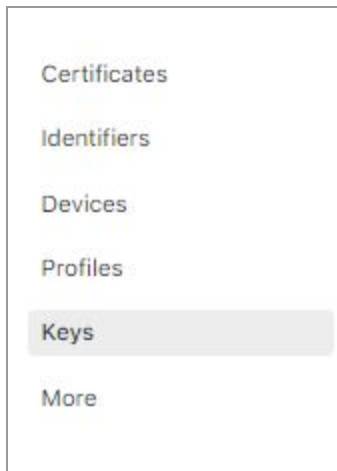 Certificates
Identifiers
Devices
Profiles
Keys
More